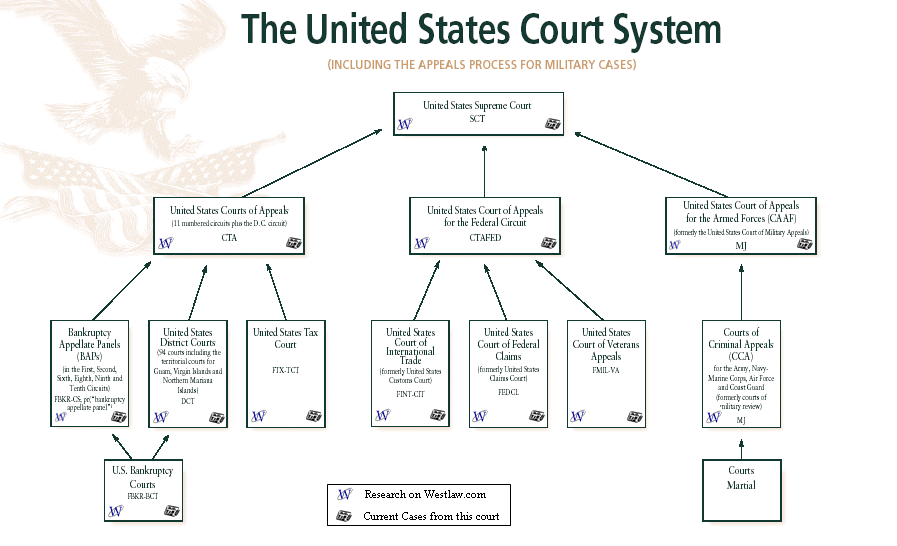 The United States Court System
(INCLUDING THE APPEALS PROCESS FOR MILITARY CASES)
United States Supreme Court
SCT
United States Courts of Appeals
(11 numbered circuits plus the D.C. circuit)
CTA
United States Court of Appeals
for the Federal Circuit
CTAFED
United States Court of Appeals
for the Armed Forces (CAAF)
(formerly the United States Court of Military Appeals)
MJ
Bankruptcy
Appellate Panels
(BAPs)
(in the First, Second,
Sixth, Eighth, Ninth and
Tenth Circuits)
FBKR-CS, pr("bankruptcy
appellate panel")
United States
District Courts
(94 courts including the
territorial courts for
Guam, Virgin Islands and
Northern Mariana
Islands)
DCT
United States Tax
Court
FTX-TCT
United States
Court of
International
Trade
(formerly United States
Customs Court)
FINT-CIT
United States
Court of Federal
Claims
(formerly United States
Claims Court)
FEDCL
United States
Court of Veterans
Appeals
FMIL-VA
Courts of
Criminal Appeals
(CCA)
for the Army, Navy-
Marine Corps, Air Force
and Coast Guard
(formerly courts of
military review)
MJ
U.S. Bankruptcy
Courts
FBKR-BCT
Courts
Martial
W Research on Westlaw.com
Current Cases from this court